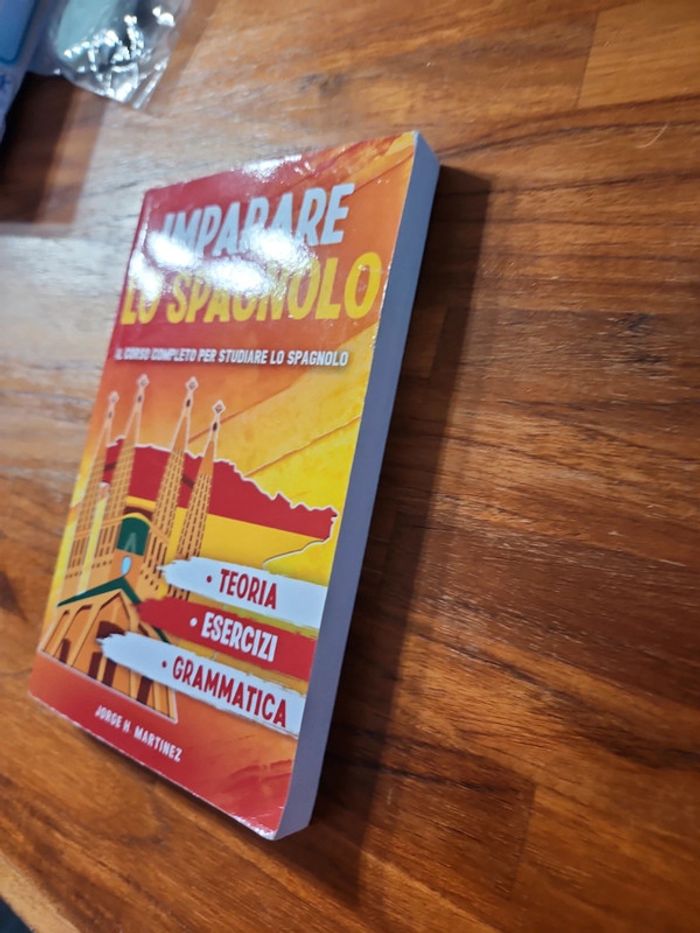 IMPARARE
LO SPAGNOLO
IL CORSO COMPLETO PER STUDIARE LO SPAGNOLO
• TEORIA
• ESERCIZI
• GRAMMATICA
JORGE H MARTINEZ